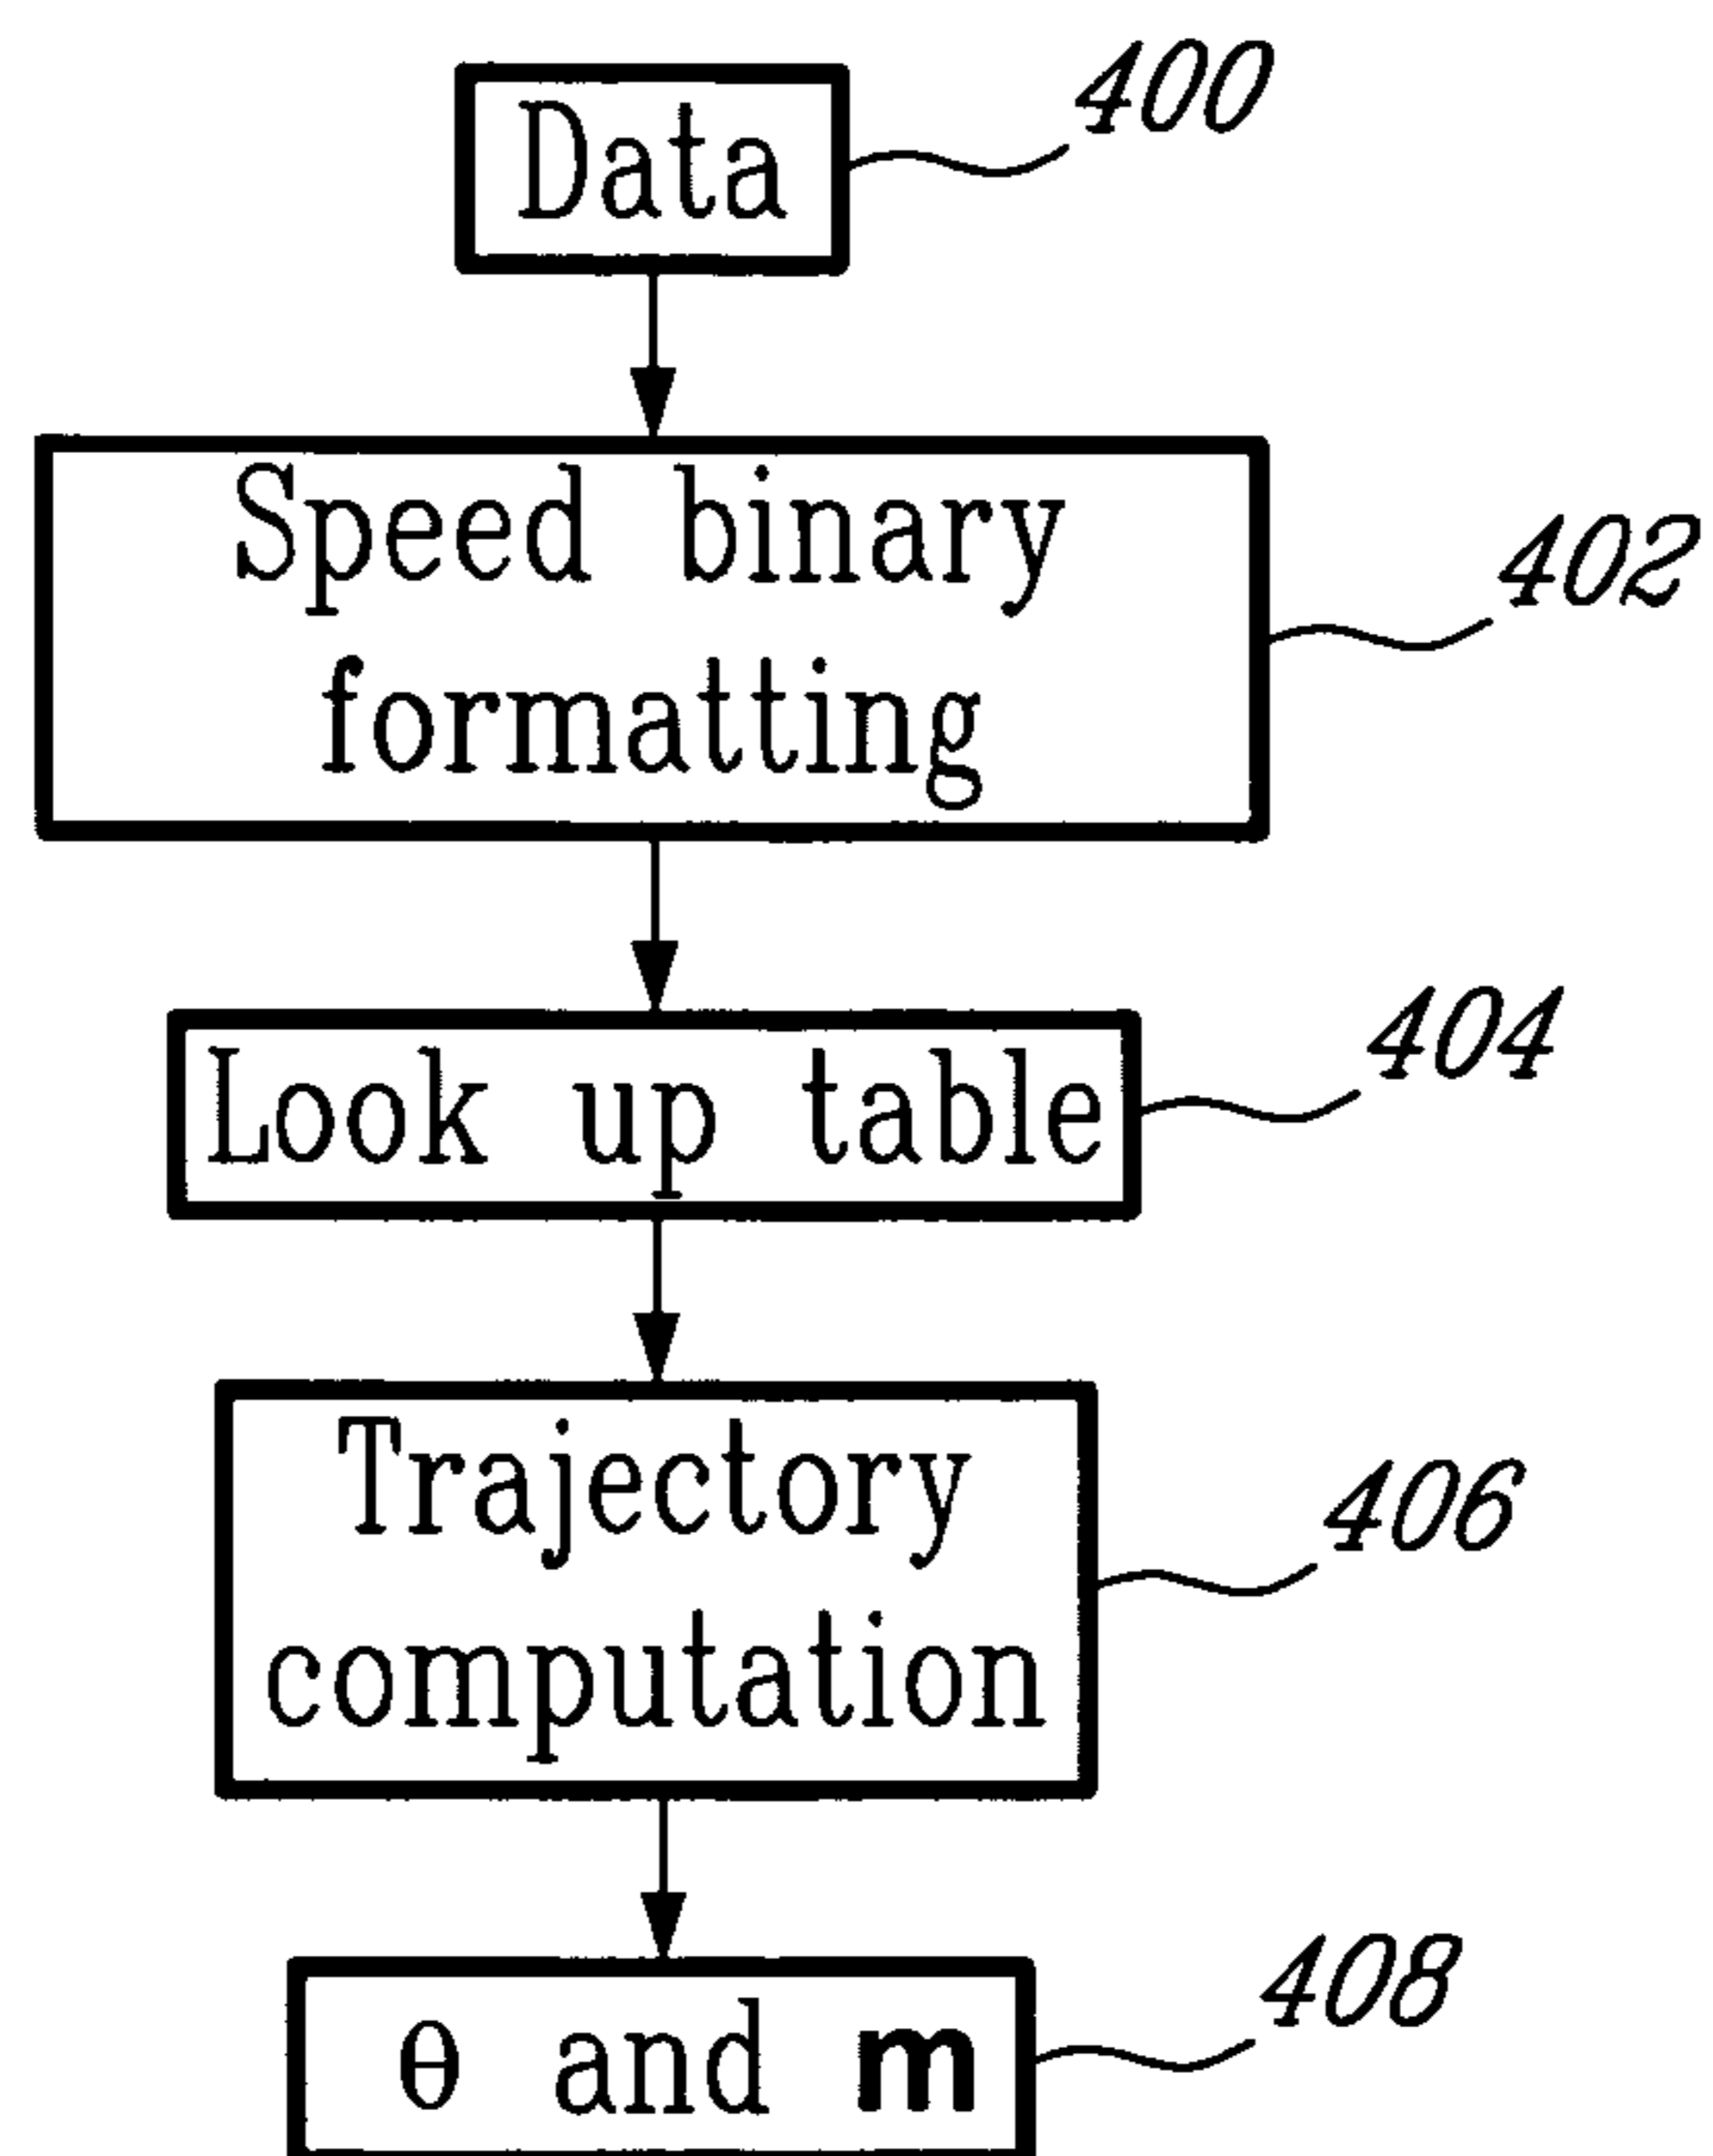 400
Data
Speed binary
402
formatting
404
Look up table
Trajectory
406
computation
408
θ and m